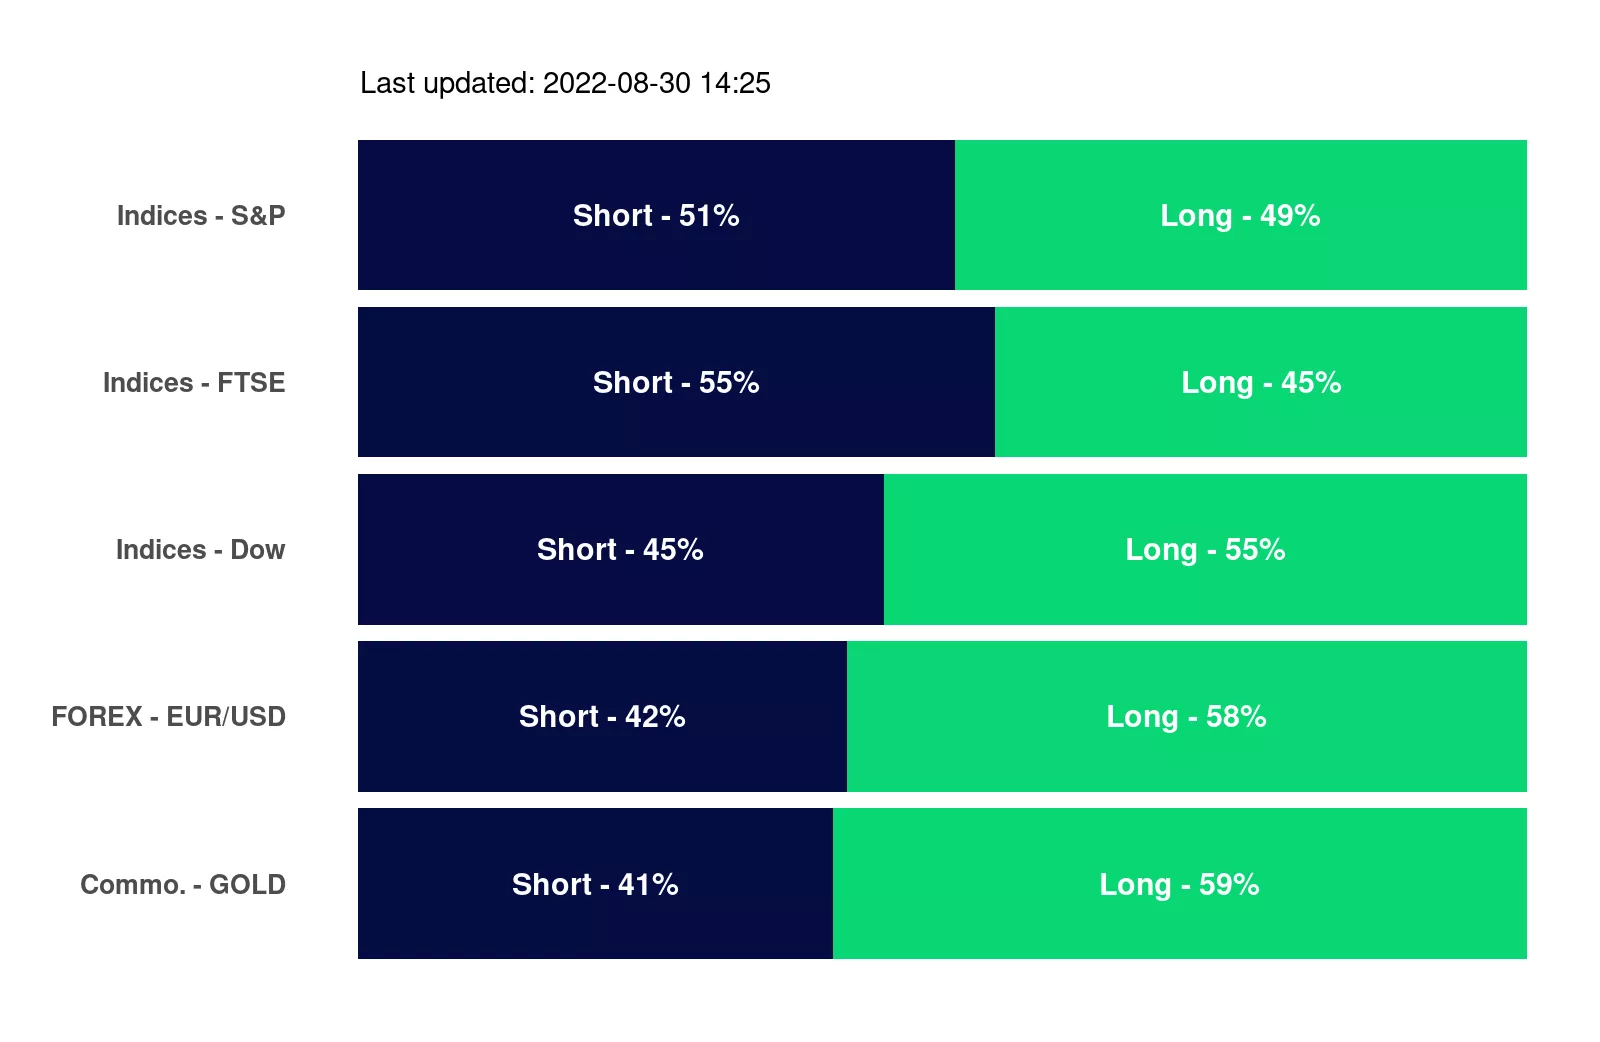 Last updated: 2022-08-30 14:25
Indices - S&P Short - 51% Long - 49%
Indices - FTSE Short - 55% Long - 45%
Indices - Dow Short - 45% Long - 55%
FOREX - EUR/USD Short - 42% Long - 58%
Commo. - GOLD Short - 41% Long - 59%